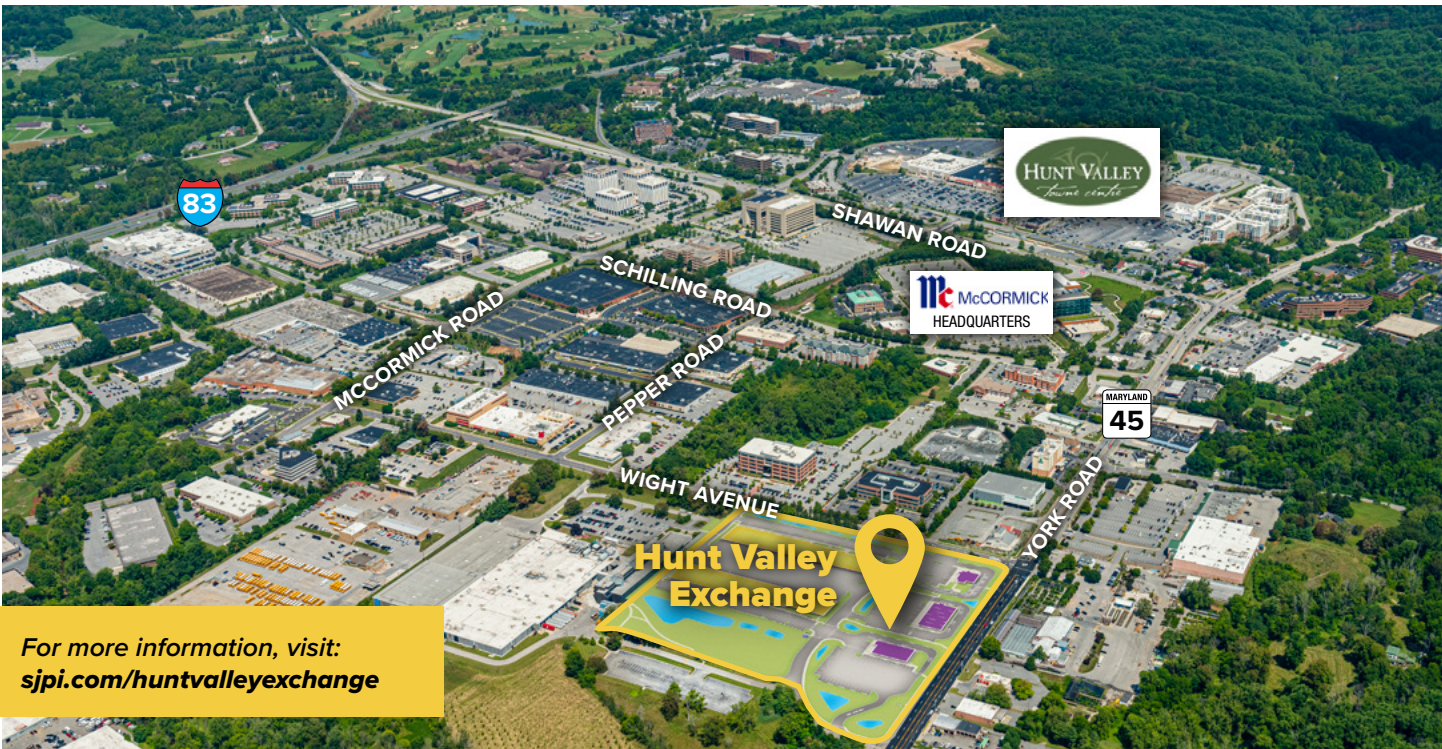 83
HUNT VALLEY
Towne Centre
SHAWAN ROAD
SCHILLING ROAD
McCORMICK
HEADQUARTERS
MCCORMICK ROAD
PEPPER ROAD
MARYLAND
45
WIGHT AVENUE
YORK ROAD
Hunt Valley
Exchange
For more information, visit:
sjpi.com/huntvalleyexchange